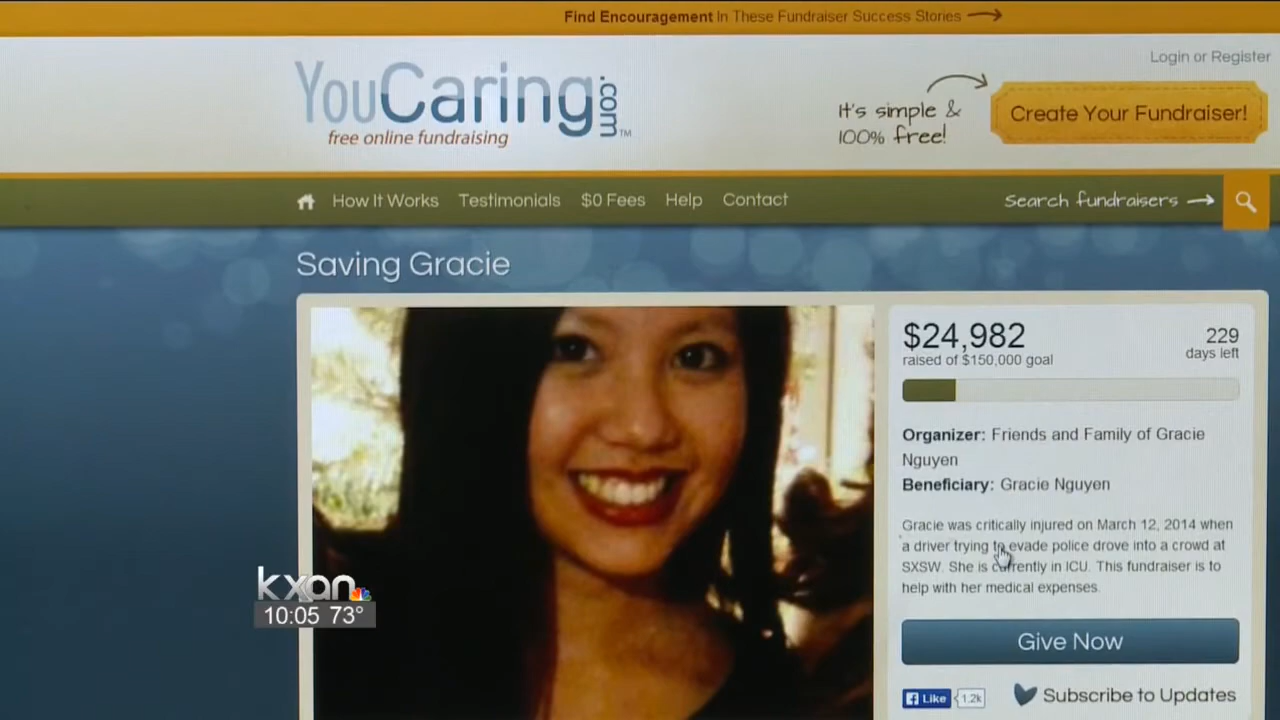 Find Encouragement In These Fundraiser Success Stories
Login or Register
YouCaring.com™
free online fundraising
It's simple &
100% free!
Create Your Fundraiser!
How It Works Testimonials $0 Fees Help Contact
Search fundraisers
Saving Gracie
$24,982
raised of $150,000 goal
229
days left
Organizer: Friends and Family of Gracie
Nguyen
Beneficiary: Gracie Nguyen
Gracie was critically injured on March 12, 2014 when
a driver trying to evade police drove into a crowd at
SXSW. She is currently in ICU. This fundraiser is to
help with her medical expenses.
Give Now
Like 1.2k
Subscribe to Updates
kxan
10:05 73°